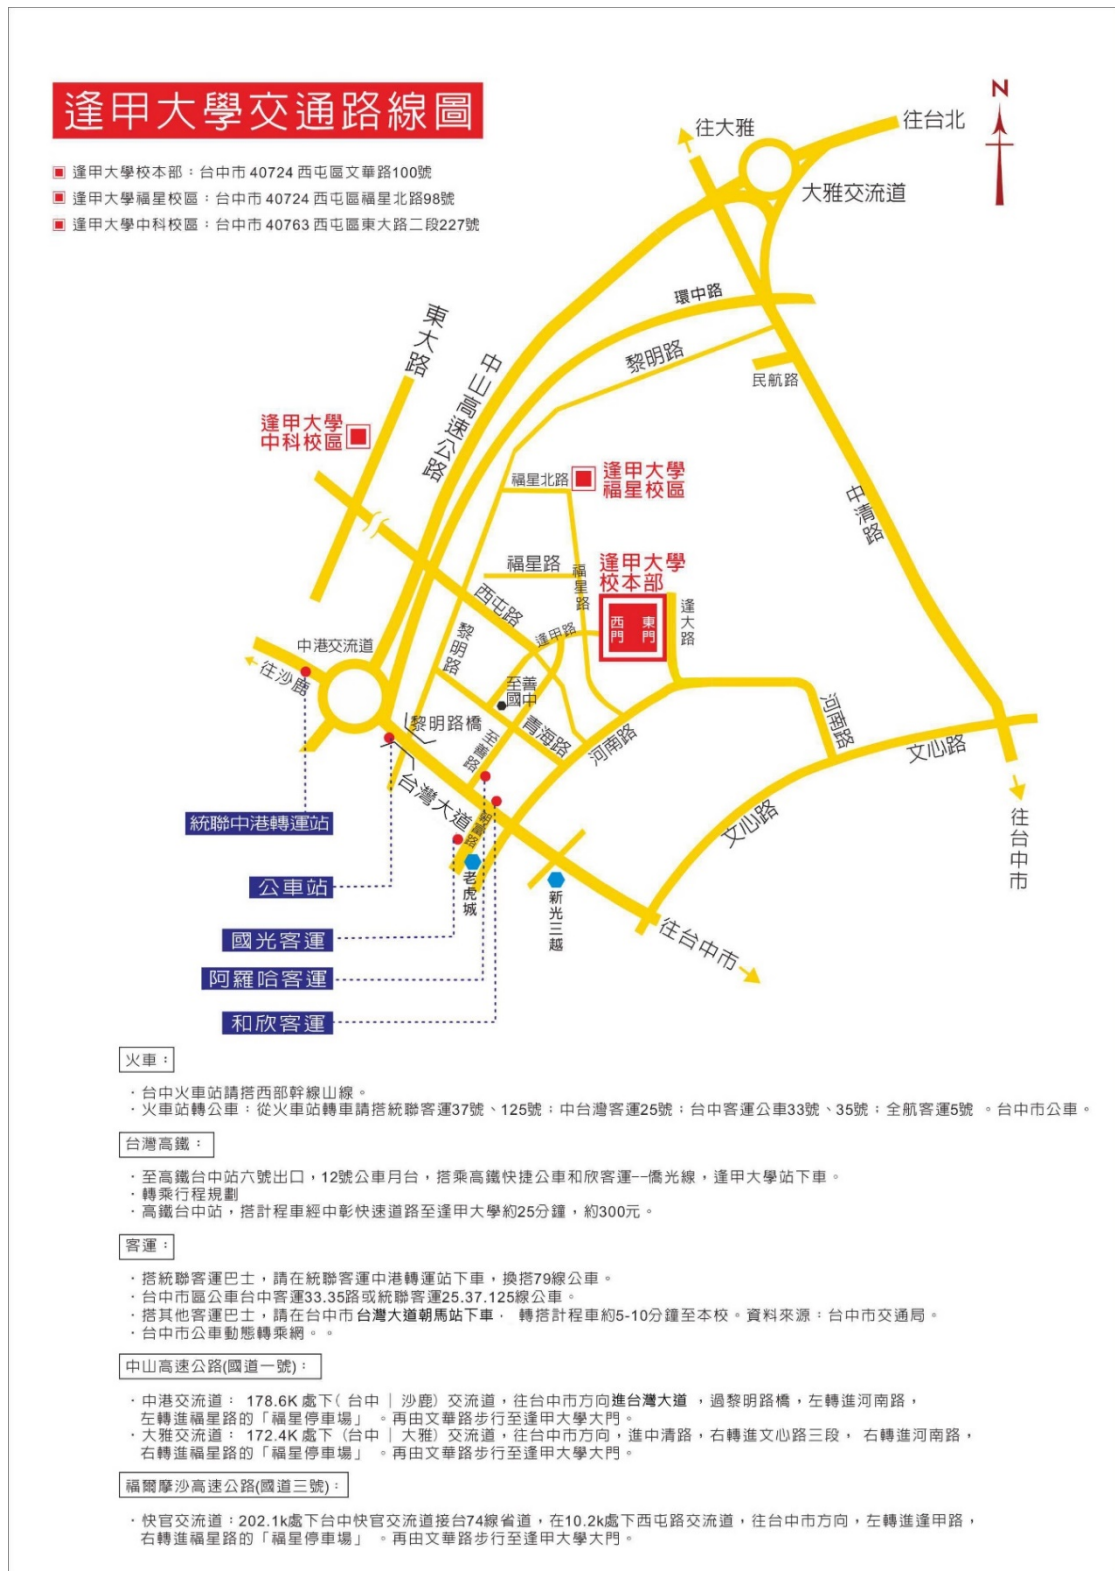 逢甲大學交通路線圖
逢甲大學校本部：台中市 40724 西屯區文華路100號
逢甲大學福星校區：台中市 40724 西屯區福星北路98號
逢甲大學中科校區：台中市 40763 西屯區東大路二段227號
N
往大雅
往台北
大雅交流道
環中路
東大路
中山高速公路
黎明路
民航路
逢甲大學
中科校區
福星北路
逢甲大學
福星校區
中清路
福星路
福星路
逢甲大學
校本部
西門
東門
逢大路
西屯路
逢甲路
黎明路
中港交流道
往沙鹿
至善
國中
黎明路橋
青海路
至善路
河南路
河南路
文心路
文心路
台灣大道
朝富路
統聯中港轉運站
公車站
老虎城
新光三越
往台中市
往台中市
國光客運
阿羅哈客運
和欣客運
火車：
· 台中火車站請搭西部幹線山線。
· 火車站轉公車：從火車站轉車請搭統聯客運37號、125號；中台灣客運25號；台中客運公車33號、35號；全航客運5號 。台中市公車。
台灣高鐵：
· 至高鐵台中站六號出口，12號公車月台，搭乘高鐵快捷公車和欣客運--僑光線，逢甲大學站下車。
· 轉乘行程規劃
· 高鐵台中站，搭計程車經中彰快速道路至逢甲大學約25分鐘，約300元。
客運：
· 搭統聯客運巴士，請在統聯客運中港轉運站下車，換搭79線公車。
· 台中市區公車台中客運33.35路或統聯客運25.37.125線公車。
· 搭其他客運巴士，請在台中市台灣大道朝馬站下車． 轉搭計程車約5-10分鐘至本校。資料來源：台中市交通局。
· 台中市公車動態轉乘網。。
中山高速公路(國道一號)：
· 中港交流道： 178.6K 處下( 台中 | 沙鹿) 交流道，往台中市方向進台灣大道 ，過黎明路橋，左轉進河南路，
左轉進福星路的「福星停車場」 。再由文華路步行至逢甲大學大門。
· 大雅交流道： 172.4K 處下 (台中 | 大雅) 交流道，往台中市方向，進中清路，右轉進文心路三段， 右轉進河南路，
右轉進福星路的「福星停車場」 。再由文華路步行至逢甲大學大門。
福爾摩沙高速公路(國道三號)：
· 快官交流道：202.1k處下台中快官交流道接台74線省道，在10.2k處下西屯路交流道，往台中市方向，左轉進逢甲路，
右轉進福星路的「福星停車場」 。再由文華路步行至逢甲大學大門。